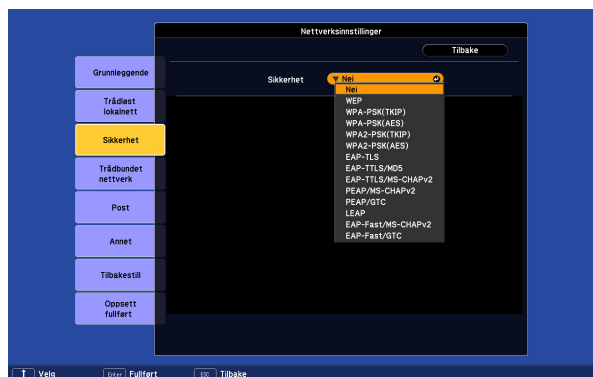 Nettverksinnstillinger
Tilbake
Grunnleggende
Trådløst
lokalnett
Sikkerhet
Trådbundet
nettverk
Post
Annet
Tilbakestill
Oppsett
fullført
Sikkerhet
Nei
Nei
WEP
WPA-PSK(TKIP)
WPA-PSK(AES)
WPA2-PSK(TKIP)
WPA2-PSK(AES)
EAP-TLS
EAP-TTLS/MD5
EAP-TTLS/MS-CHAPv2
PEAP/MS-CHAPv2
PEAP/GTC
LEAP
EAP-Fast/MS-CHAPv2
EAP-Fast/GTC
Velg Enter Fullført ESC Tilbake